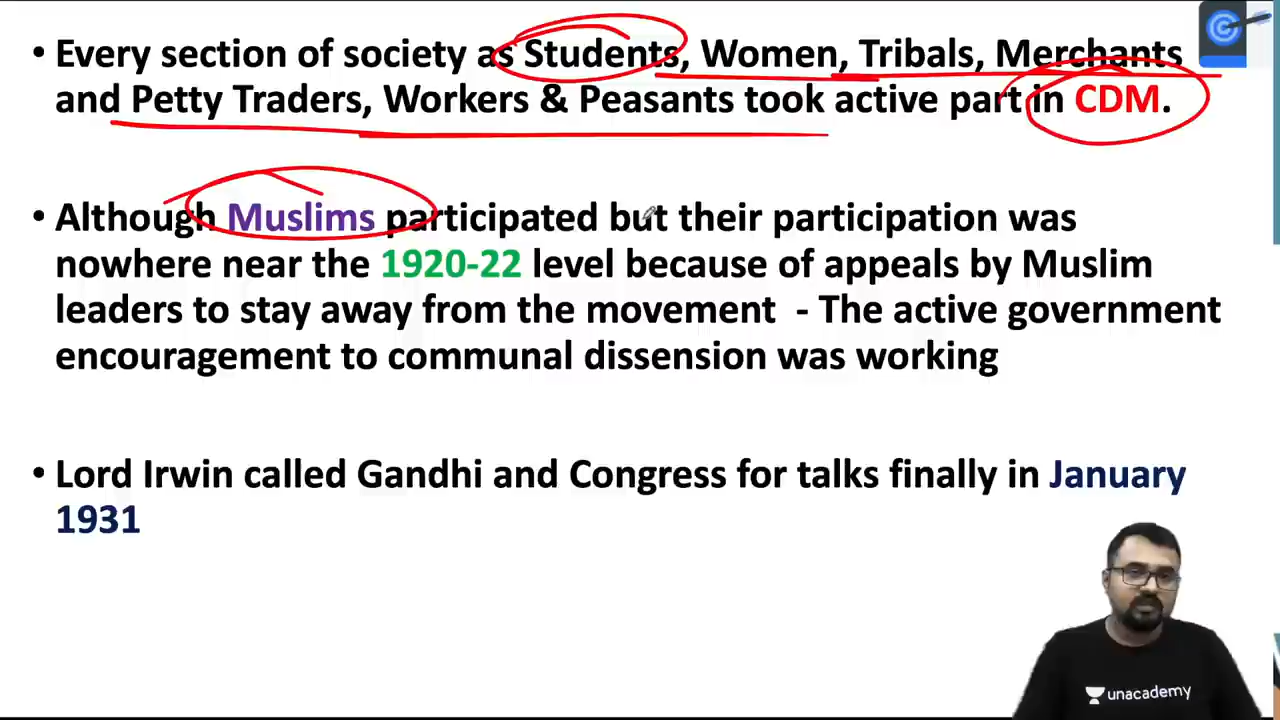 • Every section of society as Students, Women, Tribals, Merchants
and Petty Traders, Workers & Peasants took active part in CDM.
• Although Muslims participated but their participation was
nowhere near the 1920-22 level because of appeals by Muslim
leaders to stay away from the movement - The active government
encouragement to communal dissension was working
• Lord Irwin called Gandhi and Congress for talks finally in January
1931
unacademy